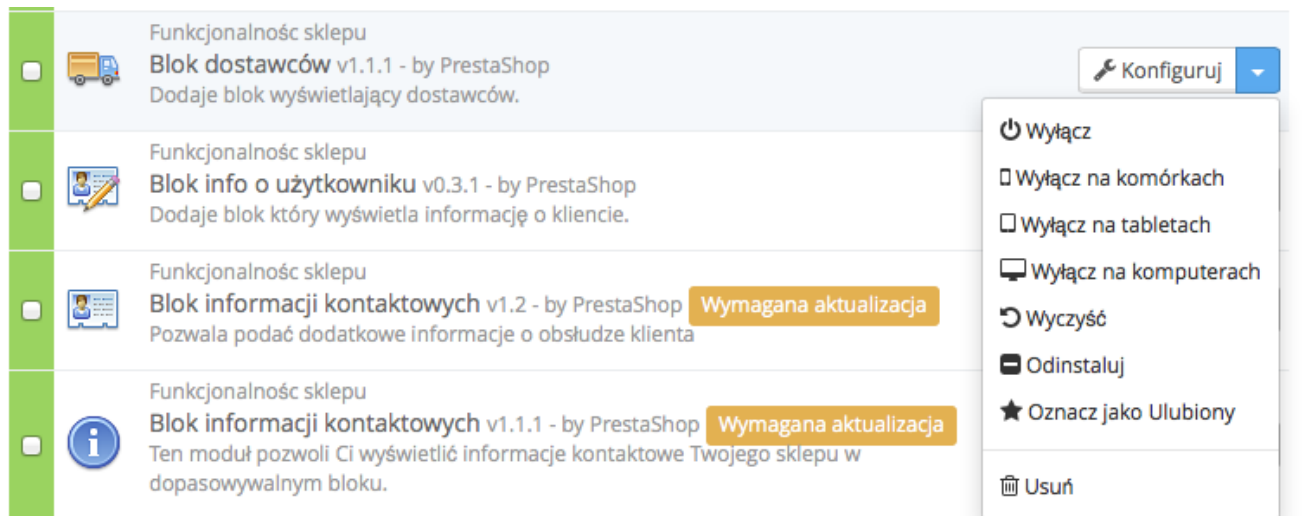 Funkcjonalnośc sklepu
Blok dostawców v1.1.1 - by PrestaShop
Dodaje blok wyświetlający dostawców.
Konfiguruj
Funkcjonalnośc sklepu
Blok info o użytkowniku v0.3.1 - by PrestaShop
Dodaje blok który wyświetla informację o kliencie.
Funkcjonalnośc sklepu
Blok informacji kontaktowych v1.2 - by PrestaShop Wymagana aktualizacja
Pozwala podać dodatkowe informacje o obsłudze klienta
Funkcjonalnośc sklepu
Blok informacji kontaktowych v1.1.1 - by PrestaShop Wymagana aktualizacja
Ten moduł pozwoli Ci wyświetlić informacje kontaktowe Twojego sklepu w
dopasowywalnym bloku.
Wyłącz
Wyłącz na komórkach
Wyłącz na tabletach
Wyłącz na komputerach
Wyczyść
Odinstaluj
Oznacz jako Ulubiony
Usuń